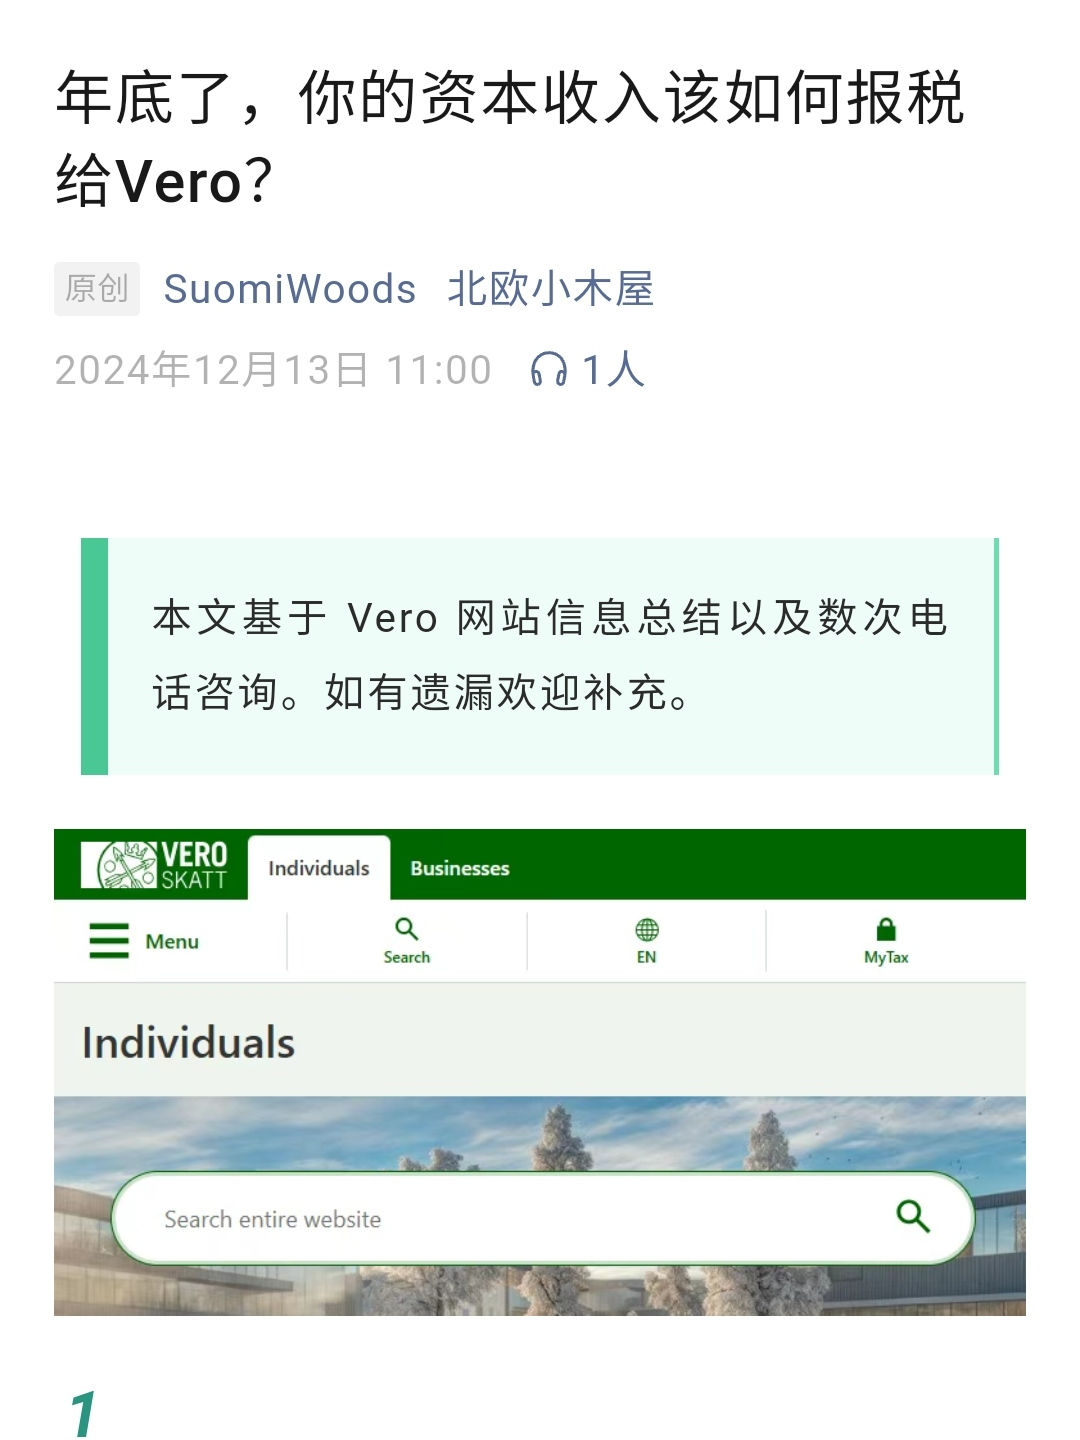 年底了，你的资本收入该如何报税
给Vero？
原创 SuomiWoods 北欧小木屋
2024年12月13日 11:00 1人
本文基于 Vero 网站信息总结以及数次电
话咨询。如有遗漏欢迎补充。
VERO
SKATT
Individuals Businesses
Menu
Search
EN
MyTax
Individuals
Search entire website
1